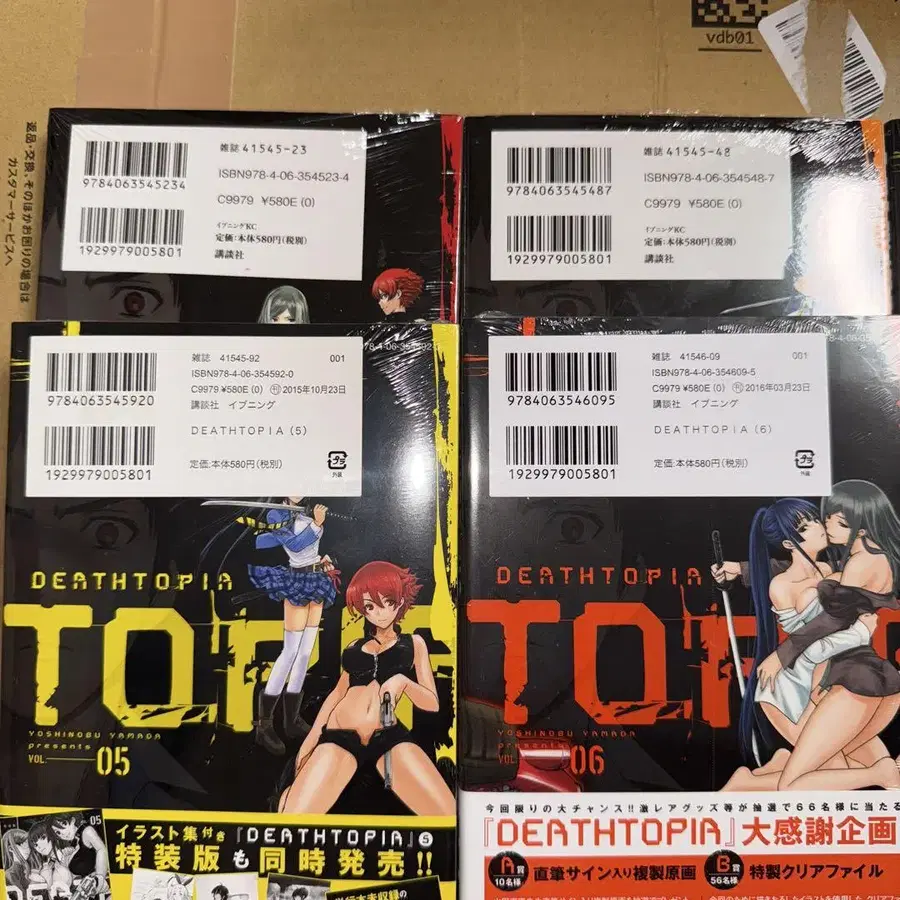 vdb01
返品・交換、そのほかお困りの場合は
カスタマーサービスへ
雑誌 41545-23
ISBN978-4-06-354523-4
C9979 ¥580E (0)
イブニングKC
定価:本体580円(税別)
講談社
9784063545234
1929979005801
雑誌 41545-48
ISBN978-4-06-354548-7
C9979 ¥580E (0)
イブニングKC
定価:本体580円(税別)
講談社
9784063545487
1929979005801
雑誌 41545-92 001
ISBN978-4-06-354592-0
C9979 ¥580E (0) 刊 2015年10月23日
講談社 イブニング
DEATHTOPIA (5)
定価:本体580円(税別)
プラ
外装
9784063545920
1929979005801
雑誌 41546-09 001
ISBN978-4-06-354609-5
C9979 ¥580E (0) 刊 2016年03月23日
講談社 イブニング
DEATHTOPIA (6)
定価:本体580円(税別)
プラ
外装
9784063546095
1929979005801
DEATHTOPIA
YOSHINOBU YAMADA
presents
VOL. 05
イラスト集付き『DEATHTOPIA』5
特装版も同時発売!!
05
DEATHTOPIA
YOSHINOBU YAMADA
presents
VOL. 06
今回限りの大チャンス!!激レアグッズ等が抽選で66名様に当たる
『DEATHTOPIA』大感謝企画
A賞 10名様 直筆サイン入り複製原画
B賞 56名様 特製クリアファイル